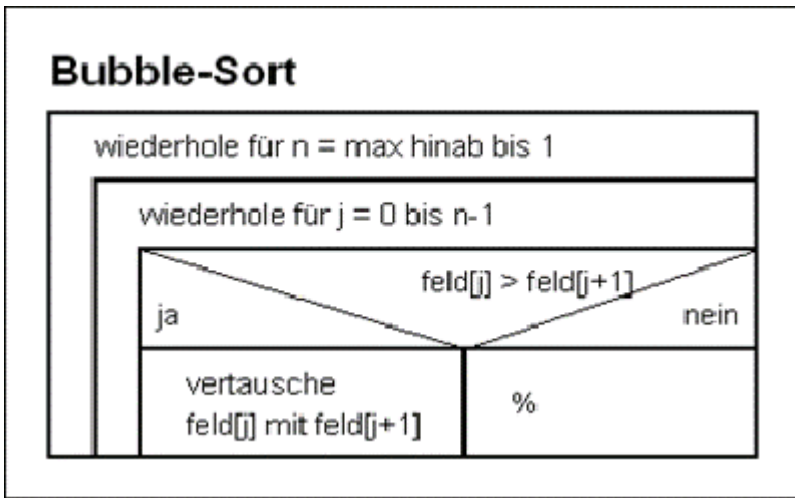 Bubble-Sort
wiederhole für n = max hinab bis 1
wiederhole für j = 0 bis n-1
feld[j] > feld[j+1]
ja
nein
vertausche
feld[j] mit feld[j+1]
%